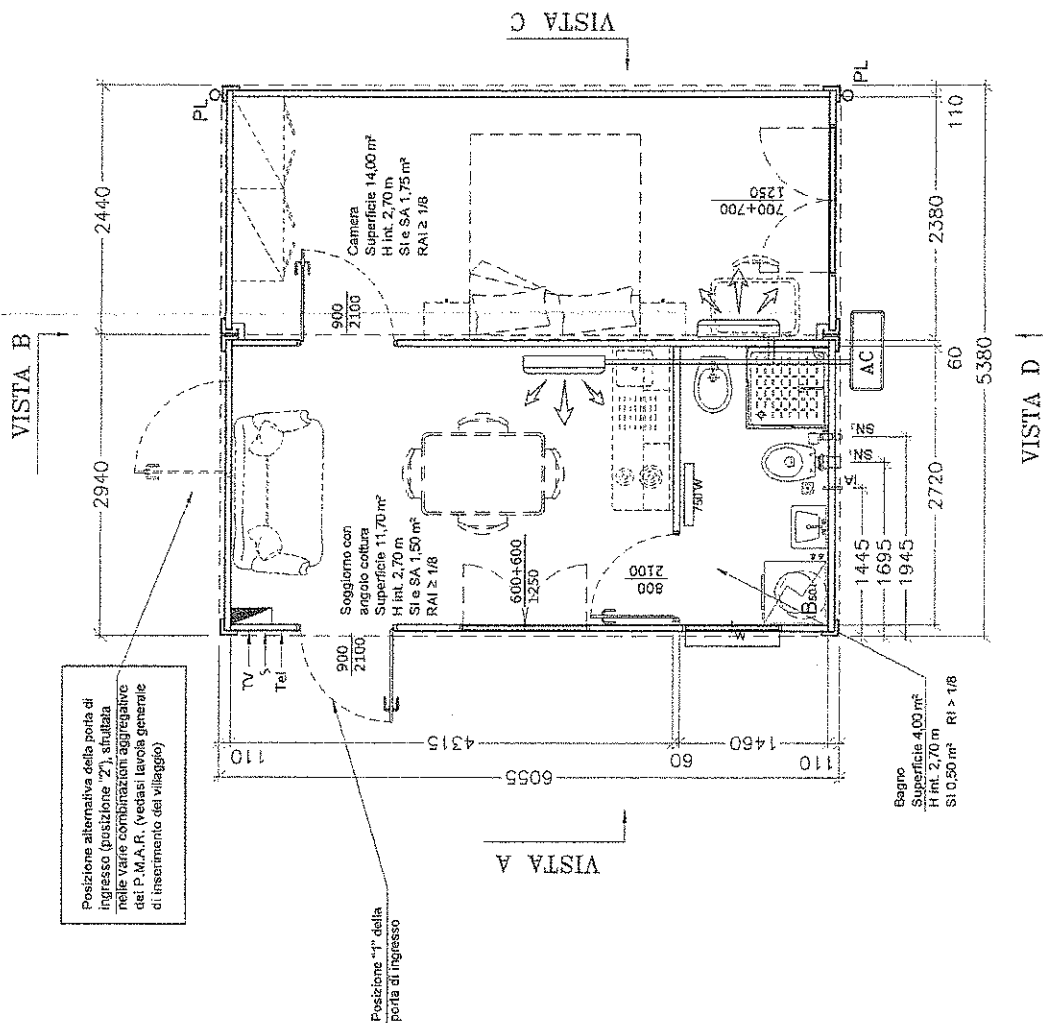 VISTA C
VISTA B
VISTA A
VISTA D
2440
2940
PL
PL
Camera
Superficie 14,00 m²
H int. 2,70 m
SI e SA 1,75 m²
RAI ≥ 1/8
900
2100
700+700
1250
Soggiorno con
angolo cottura
Superficie 11,70 m²
H int. 2,70 m
SI e SA 1,50 m²
RAI ≥ 1/8
600+600
1250
800
2100
900
2100
750 W
AC
TV
S
Tel
110
2380
60
5380
2720
1445
1695
1945
110
4315
6055
60
1460
110
Bagno
Superficie 4,00 m²
H int. 2,70 m
SI 0,50 m² RI > 1/8
Posizione alternativa della porta di
ingresso (posizione "2"), sfruttata
nelle varie combinazioni aggregative
dei P.M.A.R. (vedasi tavola generale
di inserimento del villaggio)
Posizione "1" della
porta di ingresso